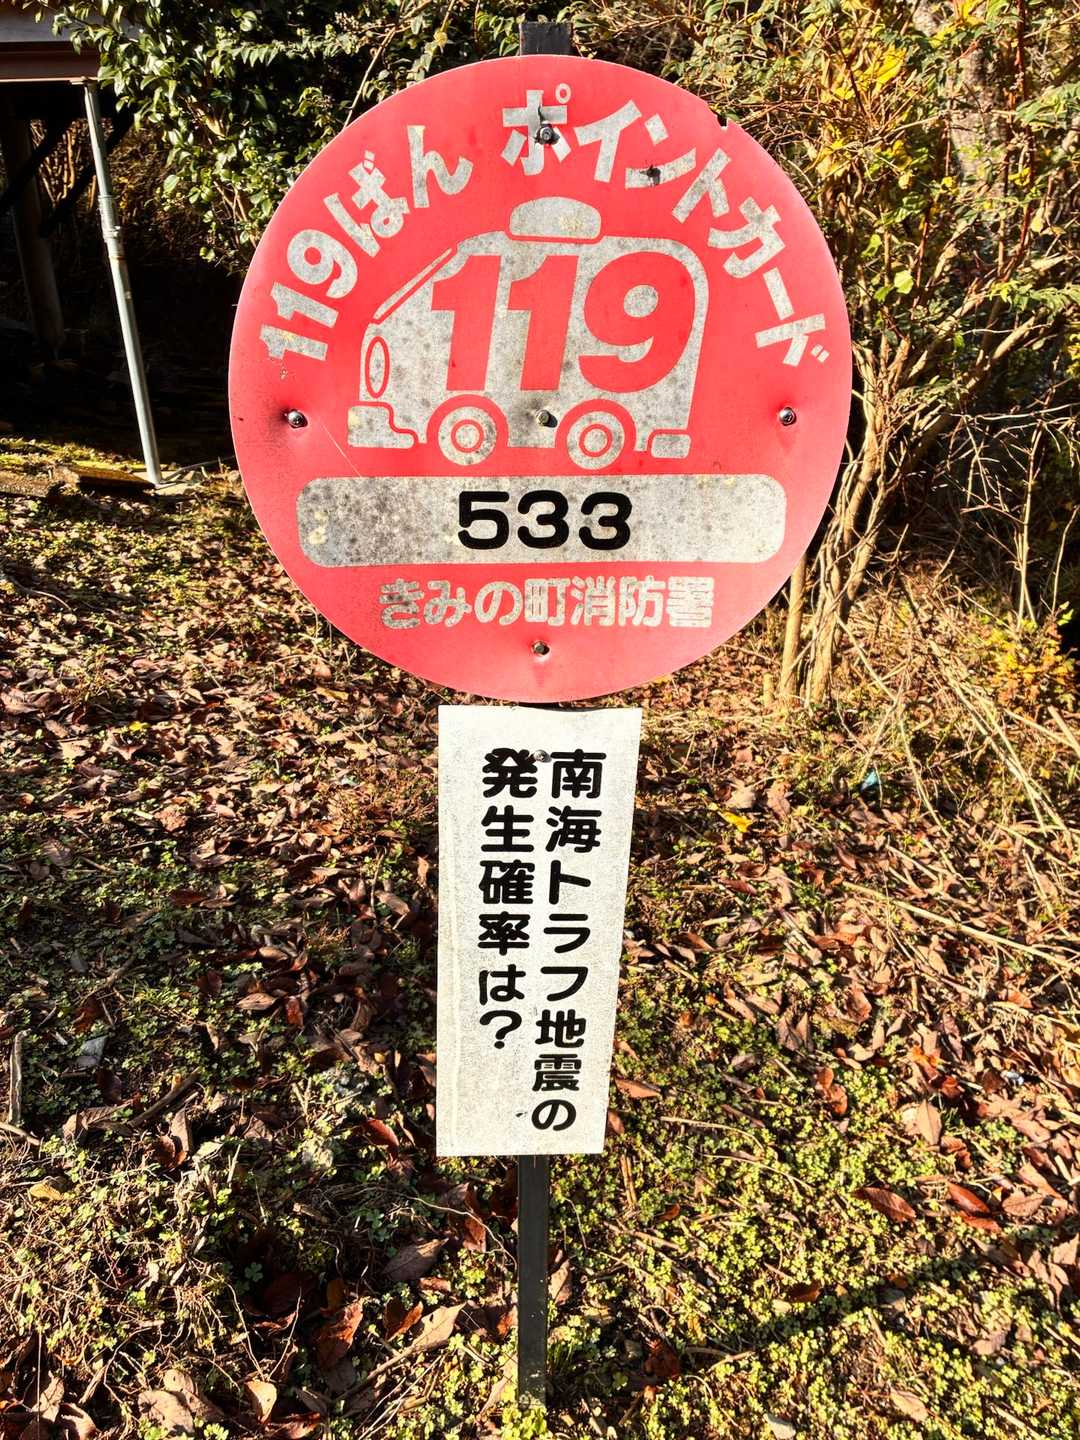 119ばん ポイントカード
119
533
きみの町消防署
南海トラフ地震の
発生確率は?